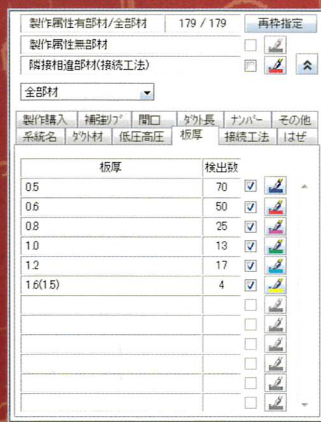 製作属性有部材/全部材 179 / 179 再枠指定
製作属性無部材
隣接相違部材(接続工法)
全部材
製作購入 補強リブ 開口 ダクト長 ナンバー その他
系統名 ダクト材 低圧高圧 板厚 接続工法 はぜ
板厚 検出数
0.5 70
0.6 50
0.8 25
1.0 13
1.2 17
1.6(1.5) 4